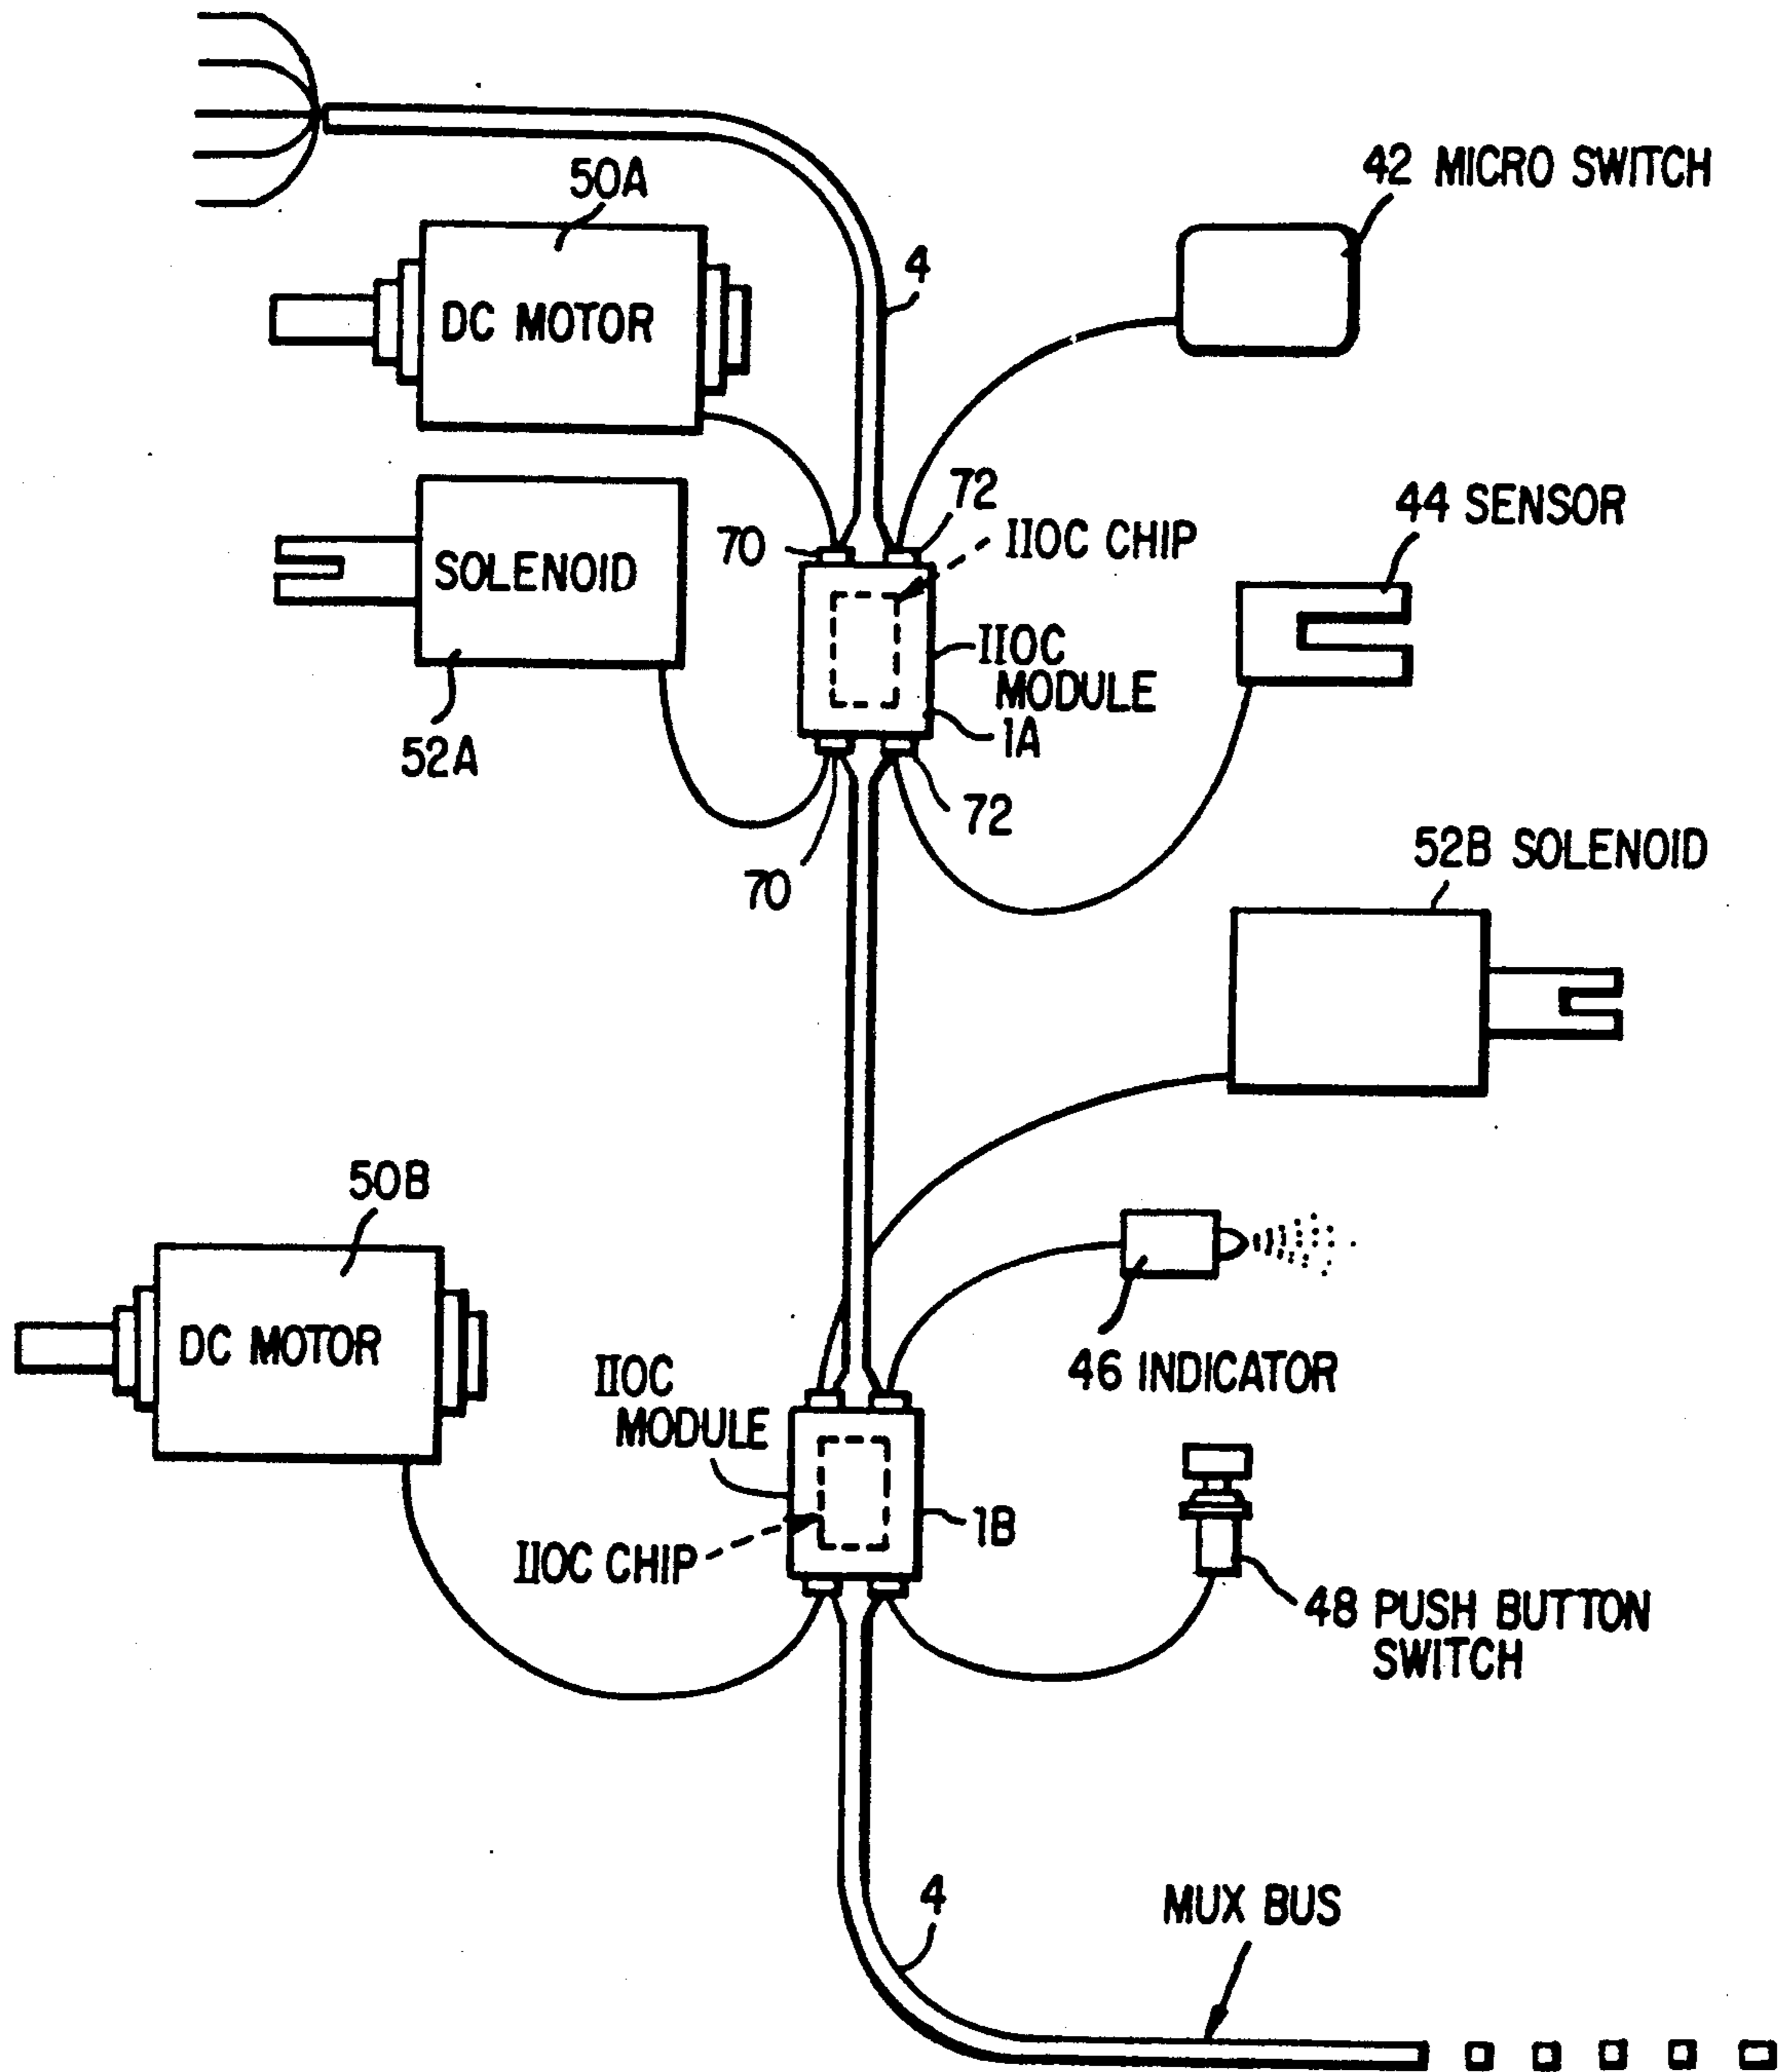 50A
42 MICRO SWITCH
4
DC MOTOR
72
44 SENSOR
70
IIOC CHIP
SOLENOID
IIOC
MODULE
1A
52A
72
70
52B SOLENOID
50B
DC MOTOR
46 INDICATOR
IIOC
MODULE
1B
IIOC CHIP
48 PUSH BUTTON
SWITCH
4
MUX BUS